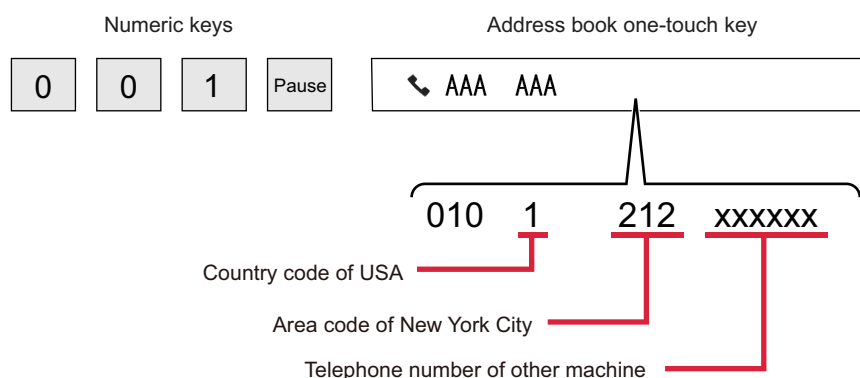 Numeric keys
Address book one-touch key
0 0 1 Pause
AAA AAA
010 1 212 xxxxxx
Country code of USA
Area code of New York City
Telephone number of other machine